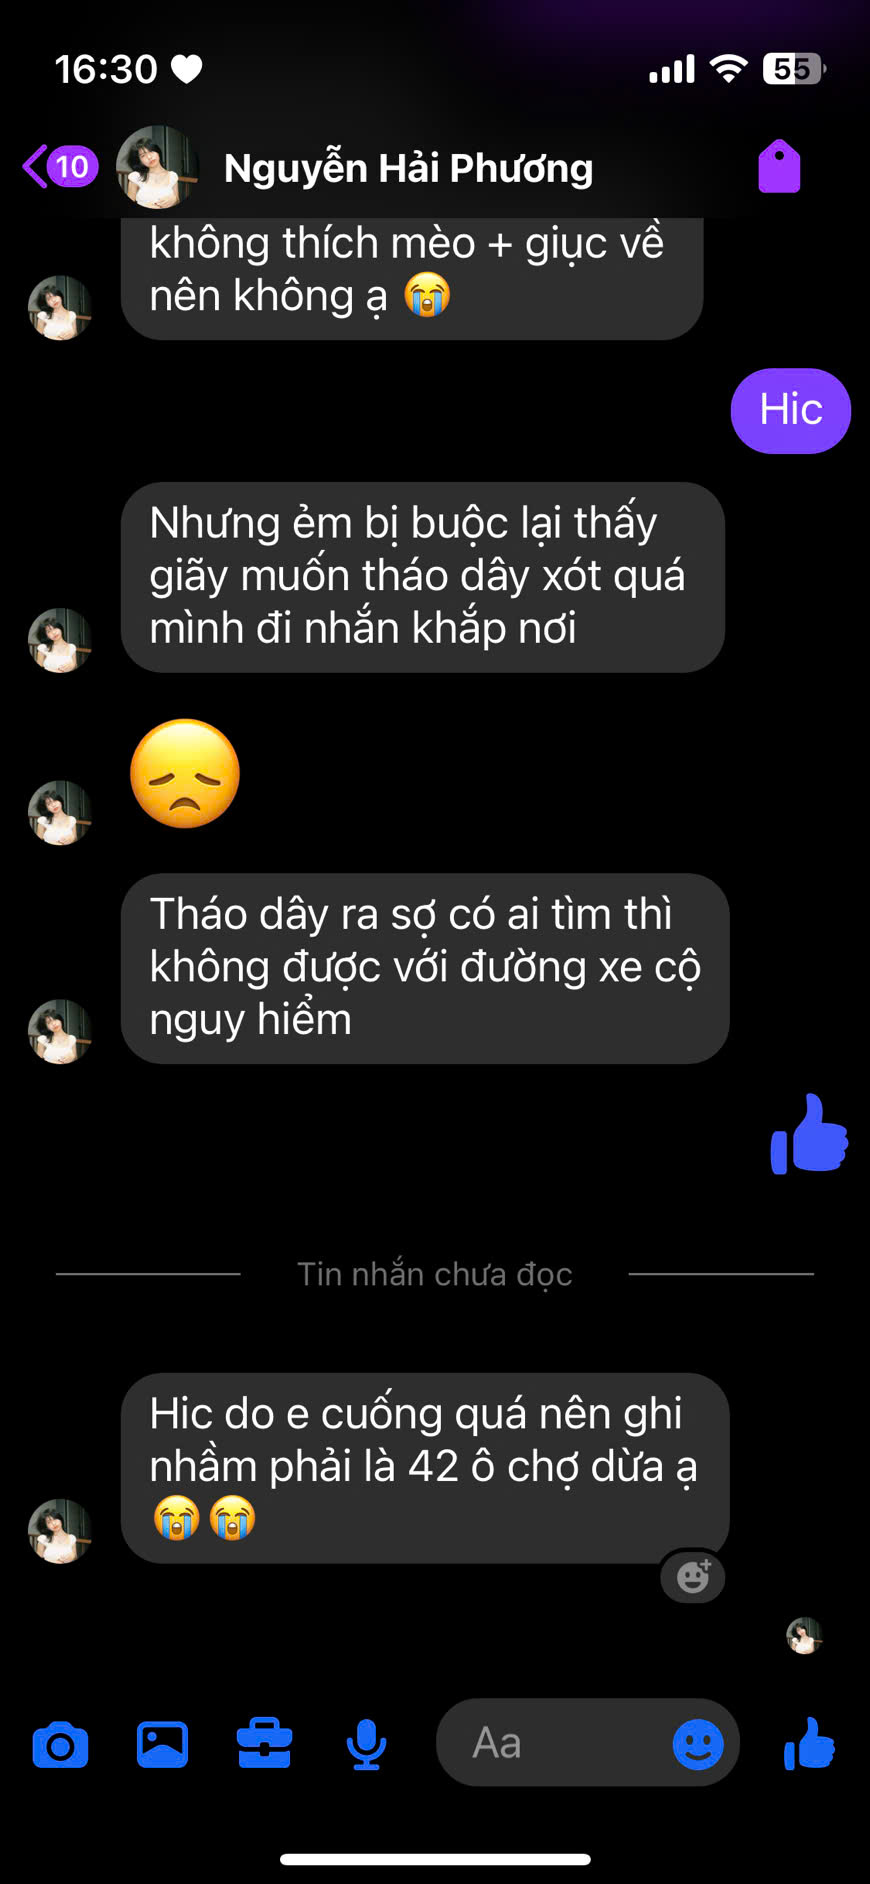 16:30
55
10
Nguyễn Hải Phương
không thích mèo + giục về
nên không ạ 😭
Hic
Nhưng ẻm bị buộc lại thấy
giãy muốn tháo dây xót quá
mình đi nhắn khắp nơi
😞
Tháo dây ra sợ có ai tìm thì
không được với đường xe cộ
nguy hiểm
Tin nhắn chưa đọc
Hic do e cuống quá nên ghi
nhầm phải là 42 ô chợ dừa ạ
😭😭
Aa